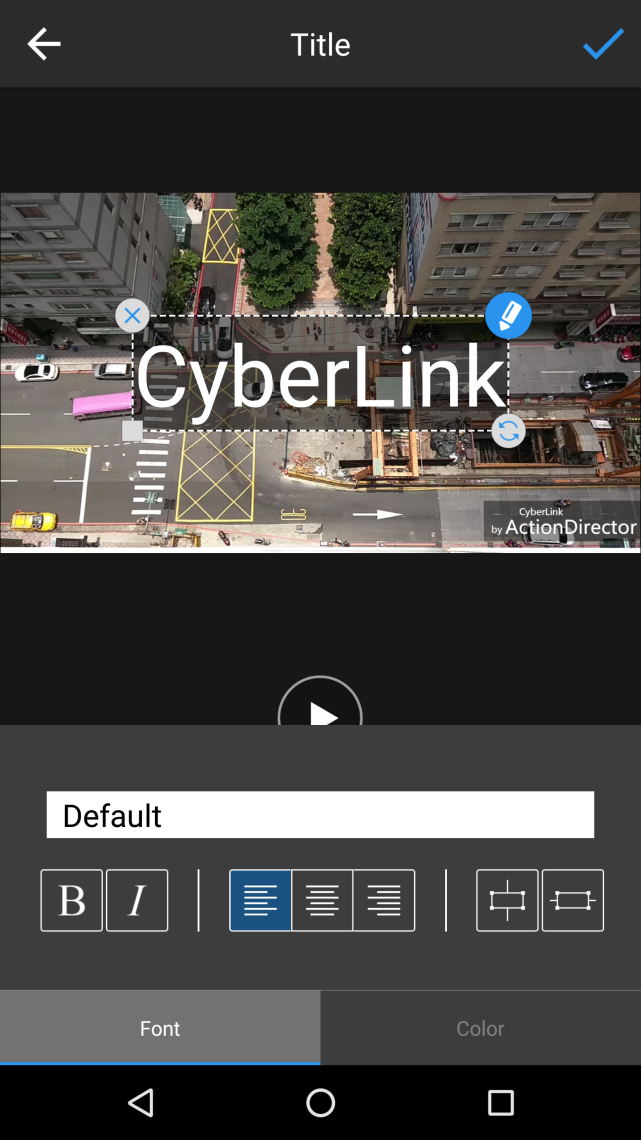 Title
CyberLink
CyberLink
by ActionDirector
Default
B I
Font
Color